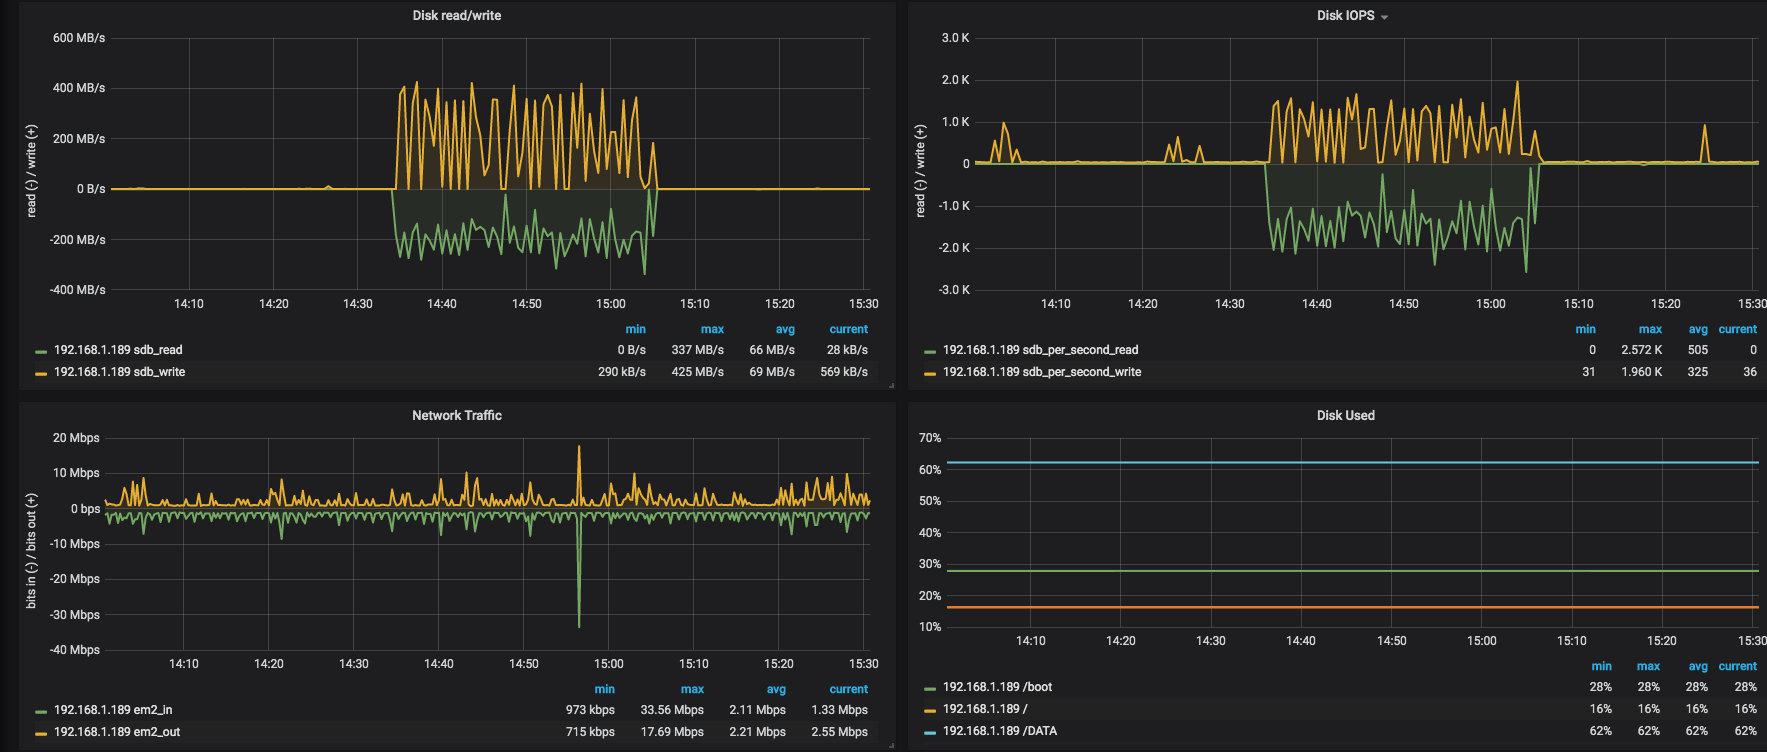 Disk read/write
600 MB/s
400 MB/s
200 MB/s
0 B/s
-200 MB/s
-400 MB/s
read (-) / write (+)
14:10 14:20 14:30 14:40 14:50 15:00 15:10 15:20 15:30
min max avg current
192.168.1.189 sdb_read 0 B/s 337 MB/s 66 MB/s 28 kB/s
192.168.1.189 sdb_write 290 kB/s 425 MB/s 69 MB/s 569 kB/s
Disk IOPS
3.0 K
2.0 K
1.0 K
0
-1.0 K
-2.0 K
-3.0 K
read (-) / write (+)
14:10 14:20 14:30 14:40 14:50 15:00 15:10 15:20 15:30
min max avg current
192.168.1.189 sdb_per_second_read 0 2.572 K 505 0
192.168.1.189 sdb_per_second_write 31 1.960 K 325 36
Network Traffic
20 Mbps
10 Mbps
0 bps
-10 Mbps
-20 Mbps
-30 Mbps
-40 Mbps
bits in (-) / bits out (+)
14:10 14:20 14:30 14:40 14:50 15:00 15:10 15:20 15:30
min max avg current
192.168.1.189 em2_in 973 kbps 33.56 Mbps 2.11 Mbps 1.33 Mbps
192.168.1.189 em2_out 715 kbps 17.69 Mbps 2.21 Mbps 2.55 Mbps
Disk Used
70%
60%
50%
40%
30%
20%
10%
14:10 14:20 14:30 14:40 14:50 15:00 15:10 15:20 15:30
min max avg current
192.168.1.189 /boot 28% 28% 28% 28%
192.168.1.189 / 16% 16% 16% 16%
192.168.1.189 /DATA 62% 62% 62% 62%